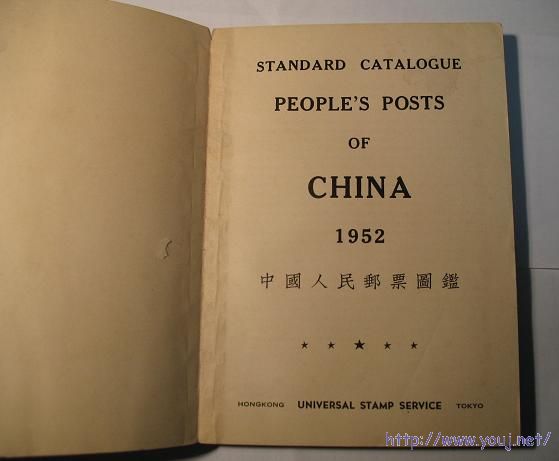 STANDARD CATALOGUE
PEOPLE'S POSTS
OF
CHINA
1952
中國人民郵票圖鑑
HONGKONG UNIVERSAL STAMP SERVICE TOKYO
http://www.youj.net/